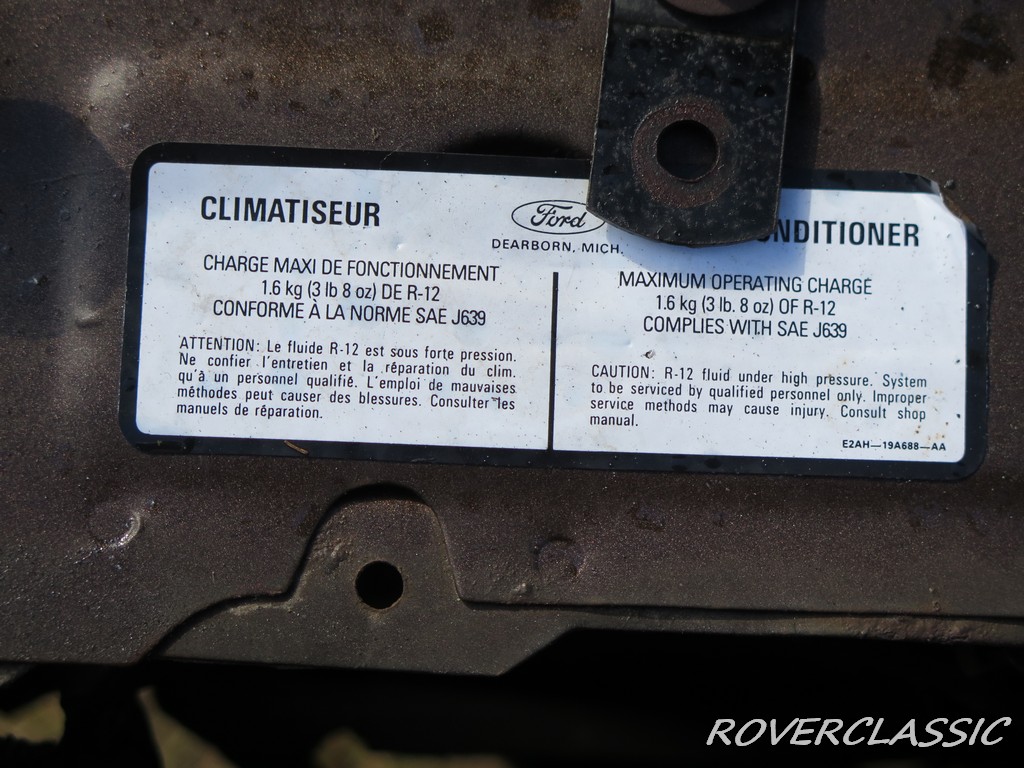 CLIMATISEUR
Ford
DEARBORN, MICH.
NDITIONER
CHARGE MAXI DE FONCTIONNEMENT
1.6 kg (3 lb 8 oz) DE R-12
CONFORME À LA NORME SAE J639
ATTENTION: Le fluide R-12 est sous forte pression.
Ne confier l'entretien et la réparation du clim.
qu'à un personnel qualifié. L'emploi de mauvaises
méthodes peut causer des blessures. Consulter les
manuels de réparation.
MAXIMUM OPERATING CHARGE
1.6 kg (3 lb. 8 oz) OF R-12
COMPLIES WITH SAE J639
CAUTION: R-12 fluid under high pressure. System
to be serviced by qualified personnel only. Improper
service methods may cause injury. Consult shop
manual.
E2AH—19A688—AA
ROVERCLASSIC